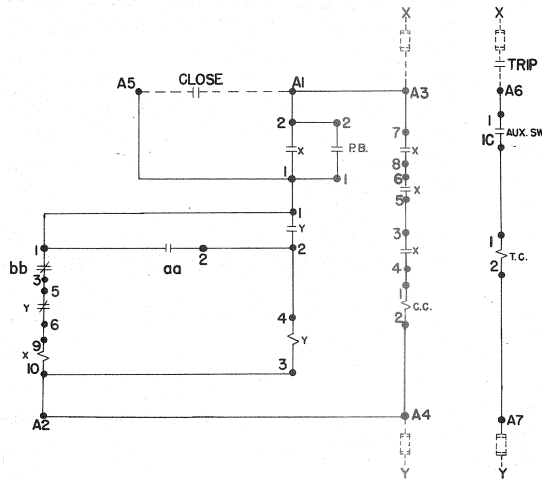 X X
TRIP
CLOSE
A5 A1 A3 A6
2 2 7 1
X P.B. X AUX. SW
1C
8
6
X
1 1 5
1
Y 3 1
1 2 2 X T.C.
bb aa 2
3 4
5 1
Y 4 C.C.
6 2
9 Y
X
10 3
A2 A4 A7
Y Y